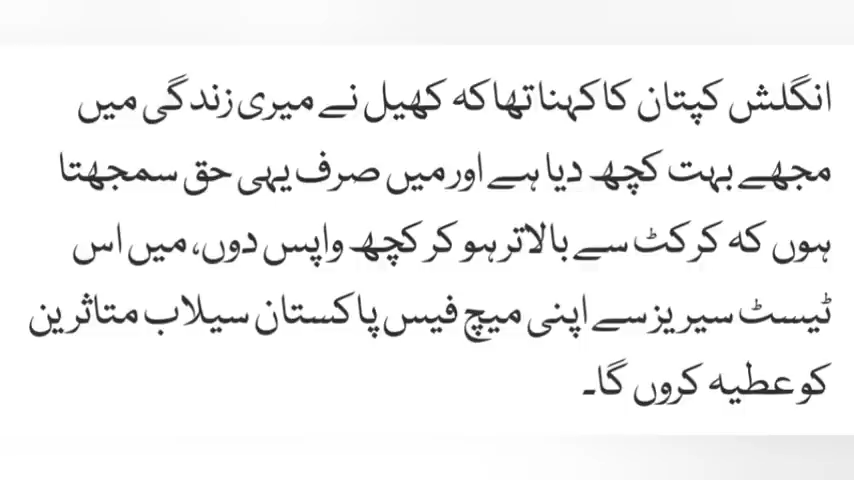 انگلش کپتان کا کہنا تھا کہ کھیل نے میری زندگی میں
مجھے بہت کچھ دیا ہے اور میں صرف یہی حق سمجھتا
ہوں کہ کرکٹ سے بالاتر ہو کر کچھ واپس دوں، میں اس
ٹیسٹ سیریز سے اپنی میچ فیس پاکستان سیلاب متاثرین
کو عطیہ کروں گا۔